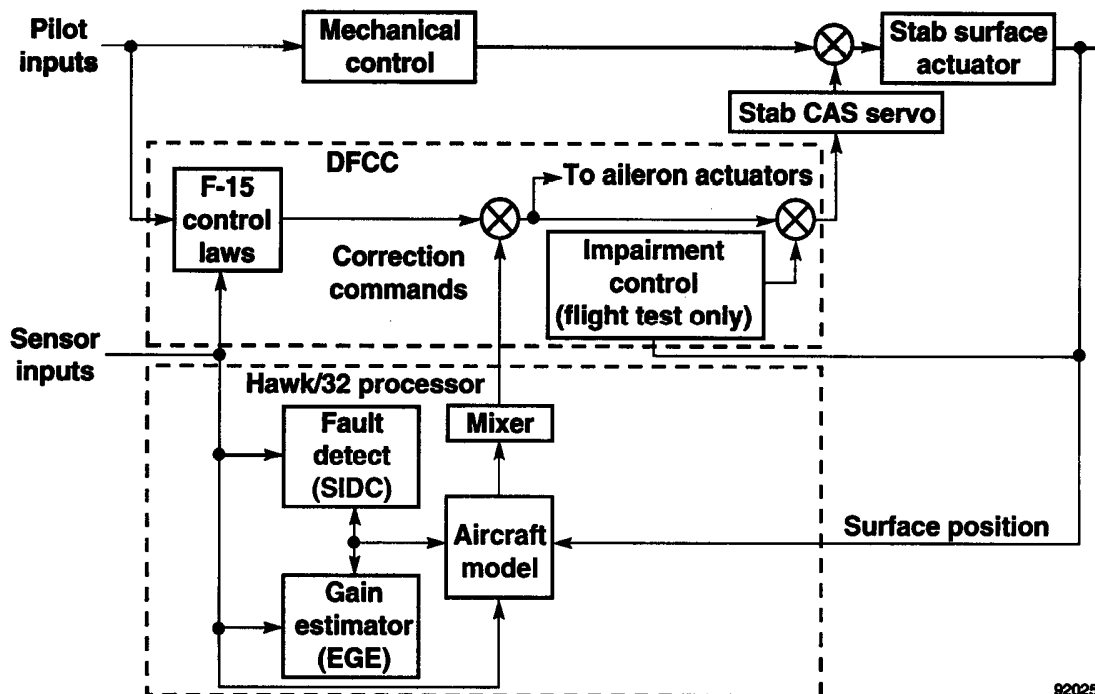 Pilot
inputs
Mechanical
control
Stab surface
actuator
Stab CAS servo
DFCC
F-15
control
laws
To aileron actuators
Correction
commands
Impairment
control
(flight test only)
Sensor
inputs
Hawk/32 processor
Fault
detect
(SIDC)
Mixer
Aircraft
model
Surface position
Gain
estimator
(EGE)
92025